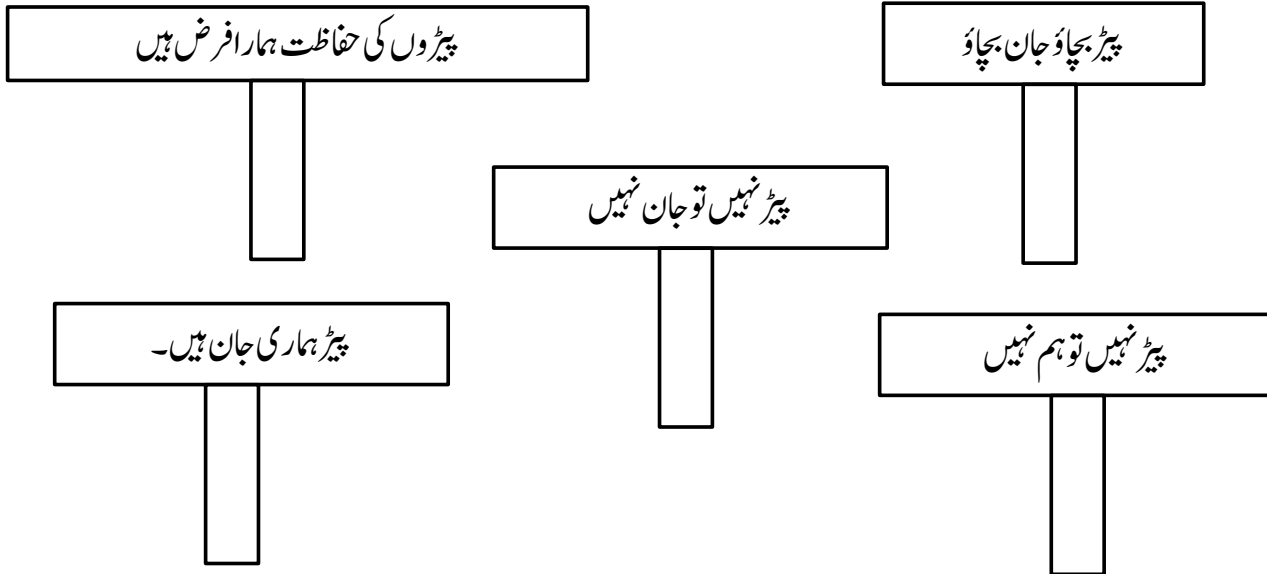 پیڑ بچاؤ جان بچاؤ
پیڑوں کی حفاظت ہمارا فرض ہیں
پیڑ نہیں تو جان نہیں
پیڑ نہیں تو ہم نہیں
پیڑ ہماری جان ہیں۔